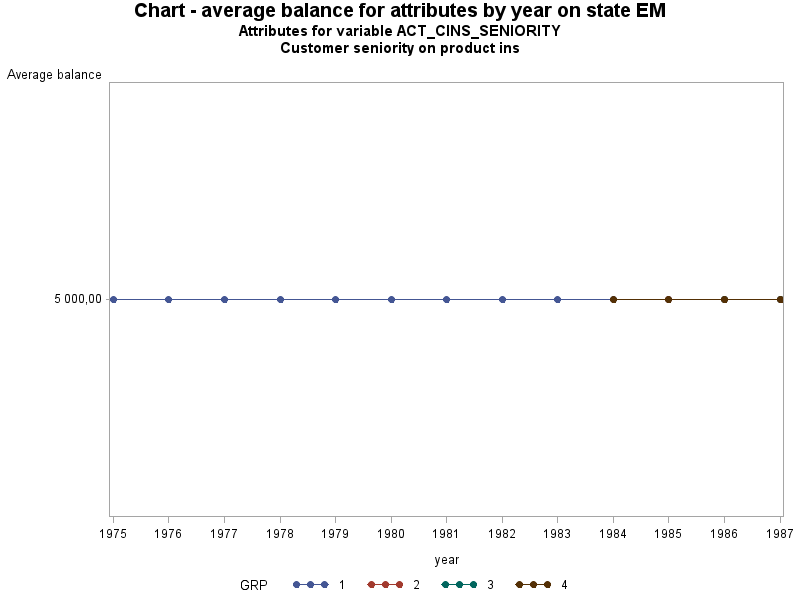 Chart - average balance for attributes by year on state EM
Attributes for variable ACT_CINS_SENIORITY
Customer seniority on product ins
Average balance
5 000,00
1975 1976 1977 1978 1979 1980 1981 1982 1983 1984 1985 1986 1987
year
GRP 1 2 3 4